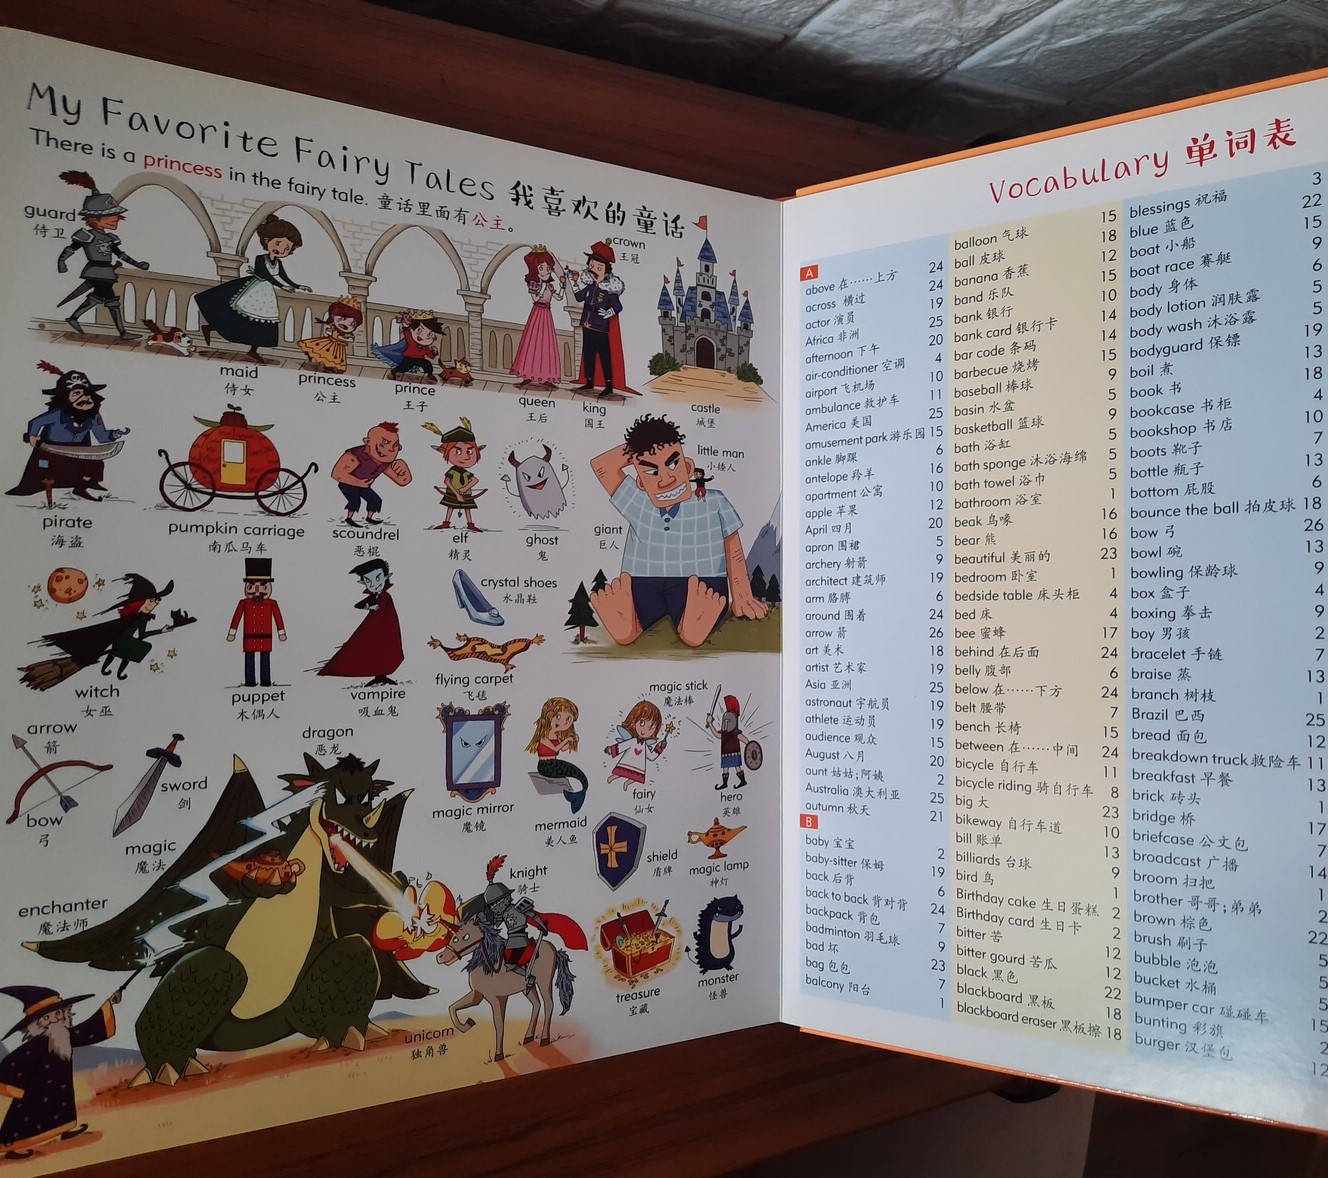 My Favorite Fairy Tales 我喜欢的童话
There is a princess in the fairy tale. 童话里面有公主。
guard
侍卫
crown
王冠
maid
侍女
princess
公主
prince
王子
queen
王后
king
国王
castle
城堡
pirate
海盗
pumpkin carriage
南瓜马车
scoundrel
恶棍
elf
精灵
ghost
鬼
giant
巨人
little man
小矮人
witch
女巫
puppet
木偶人
vampire
吸血鬼
crystal shoes
水晶鞋
flying carpet
飞毯
arrow
箭
bow
弓
sword
剑
magic
魔法
enchanter
魔法师
dragon
恶龙
magic mirror
魔镜
mermaid
美人鱼
fairy
仙女
magic stick
魔法棒
hero
英雄
knight
骑士
shield
盾牌
magic lamp
神灯
unicorn
独角兽
treasure
宝藏
monster
怪兽
Vocabulary 单词表
A
above 在……上方 24
across 横过 24
actor 演员 19
Africa 非洲 25
afternoon 下午 20
air-conditioner 空调 4
airport 飞机场 10
ambulance 救护车 11
America 美国 25
amusement park 游乐园 15
ankle 脚踝 6
antelope 羚羊 16
apartment 公寓 10
apple 苹果 12
April 四月 20
apron 围裙 5
archery 射箭 9
architect 建筑师 19
arm 胳膊 6
around 围着 24
arrow 箭 26
art 美术 18
artist 艺术家 19
Asia 亚洲 25
astronaut 宇航员 19
athlete 运动员 19
audience 观众 15
August 八月 20
aunt 姑姑;阿姨 2
Australia 澳大利亚 25
autumn 秋天 21
B
baby 宝宝 2
baby-sitter 保姆 19
back 后背 6
back to back 背对背 24
backpack 背包 7
badminton 羽毛球 9
bad 坏 23
bag 包包 7
balcony 阳台 1
balloon 气球 15
ball 皮球 18
banana 香蕉 12
band 乐队 15
bank 银行 10
bank card 银行卡 14
bar code 条码 14
barbecue 烧烤 15
baseball 棒球 9
basin 水盆 5
basketball 篮球 9
bath 浴缸 5
bath sponge 沐浴海绵 5
bath towel 浴巾 5
bathroom 浴室 1
beak 鸟喙 16
bear 熊 16
beautiful 美丽的 23
bedroom 卧室 1
bedside table 床头柜 4
bed 床 4
bee 蜜蜂 17
behind 在后面 24
belly 腹部 6
below 在……下方 24
belt 腰带 7
bench 长椅 15
between 在……中间 24
bicycle 自行车 11
bicycle riding 骑自行车 8
big 大 23
bikeway 自行车道 10
bill 账单 13
billiards 台球 9
bird 鸟 1
Birthday cake 生日蛋糕 2
Birthday card 生日卡 2
bitter 苦 12
bitter gourd 苦瓜 12
black 黑色 22
blackboard 黑板 18
blackboard eraser 黑板擦 18
blessings 祝福 3
blue 蓝色 22
boat 小船 15
boat race 赛艇 9
body 身体 6
body lotion 润肤露 5
body wash 沐浴露 5
bodyguard 保镖 19
boil 煮 13
book 书 18
bookcase 书柜 4
bookshop 书店 10
boots 靴子 7
bottle 瓶子 13
bottom 屁股 6
bounce the ball 拍皮球 18
bow 弓 26
bowl 碗 13
bowling 保龄球 9
box 盒子 4
boxing 拳击 9
boy 男孩 2
bracelet 手链 7
braise 蒸 13
branch 树枝 1
Brazil 巴西 25
bread 面包 12
breakdown truck 救险车 11
breakfast 早餐 13
brick 砖头 1
bridge 桥 17
briefcase 公文包 7
broadcast 广播 14
broom 扫把 1
brother 哥哥;弟弟 2
brown 棕色 22
brush 刷子 5
bubble 泡泡 5
bucket 水桶 5
bumper car 碰碰车 15
bunting 彩旗 2
burger 汉堡包 12